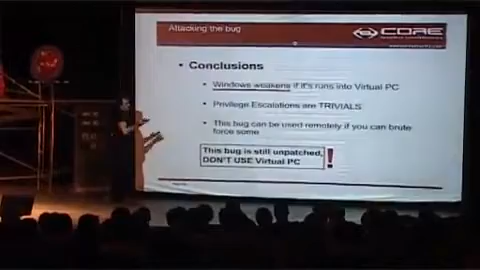 Attacking the bug
CORE
Conclusions
Windows weakens if it's runs into Virtual PC
Privilege Escalations are TRIVIALS
This bug can be used remotely if you can brute
force some
This bug is still unpatched,
DON'T USE Virtual PC
!